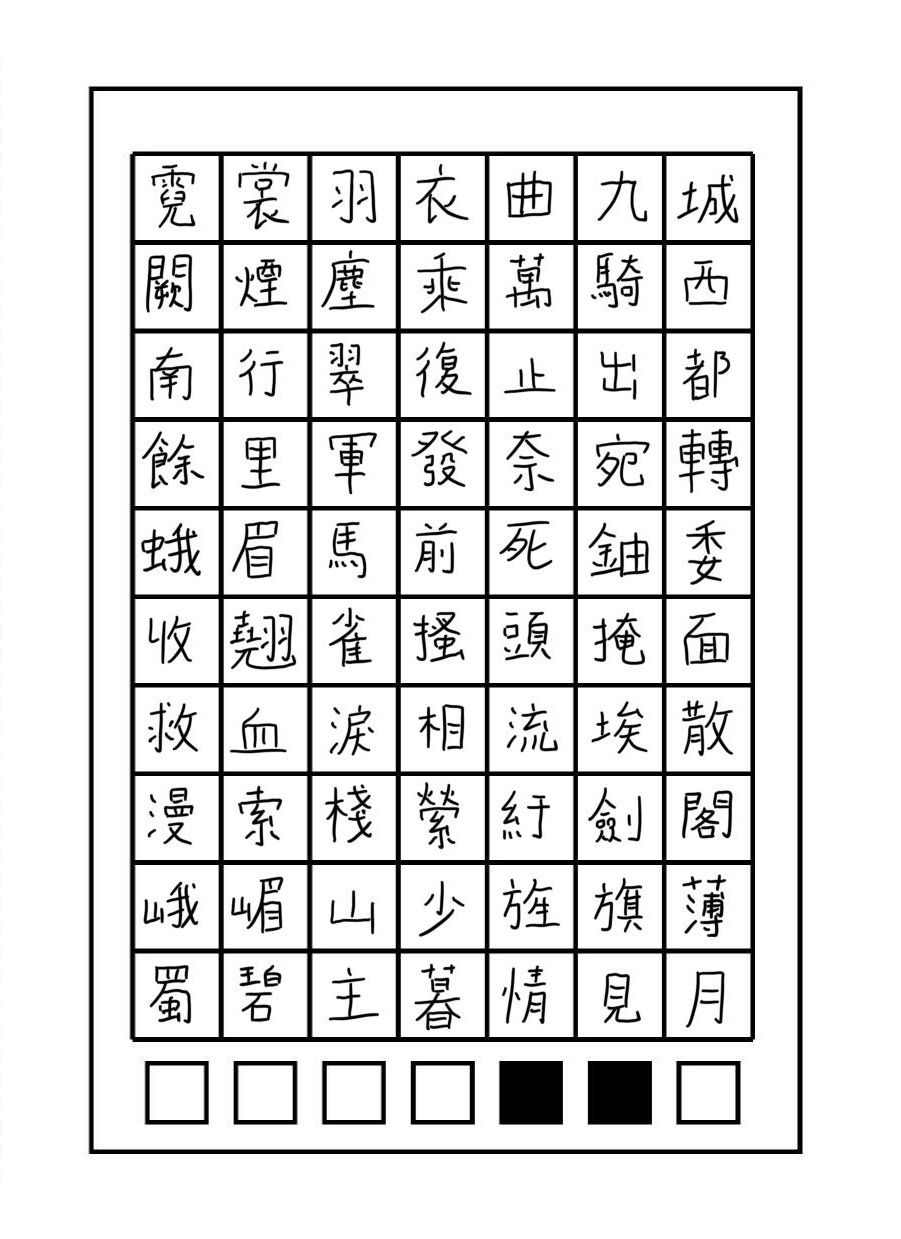 霓裳羽衣曲九城
闕煙塵乘萬騎西
南行翠復止出都
餘里軍發奈宛轉
蛾眉馬前死鈾委
收翹雀搔頭掩面
救血淚相流埃散
漫索棧縈紆劍閣
峨嵋山少旌旗薄
蜀碧主暮情見月